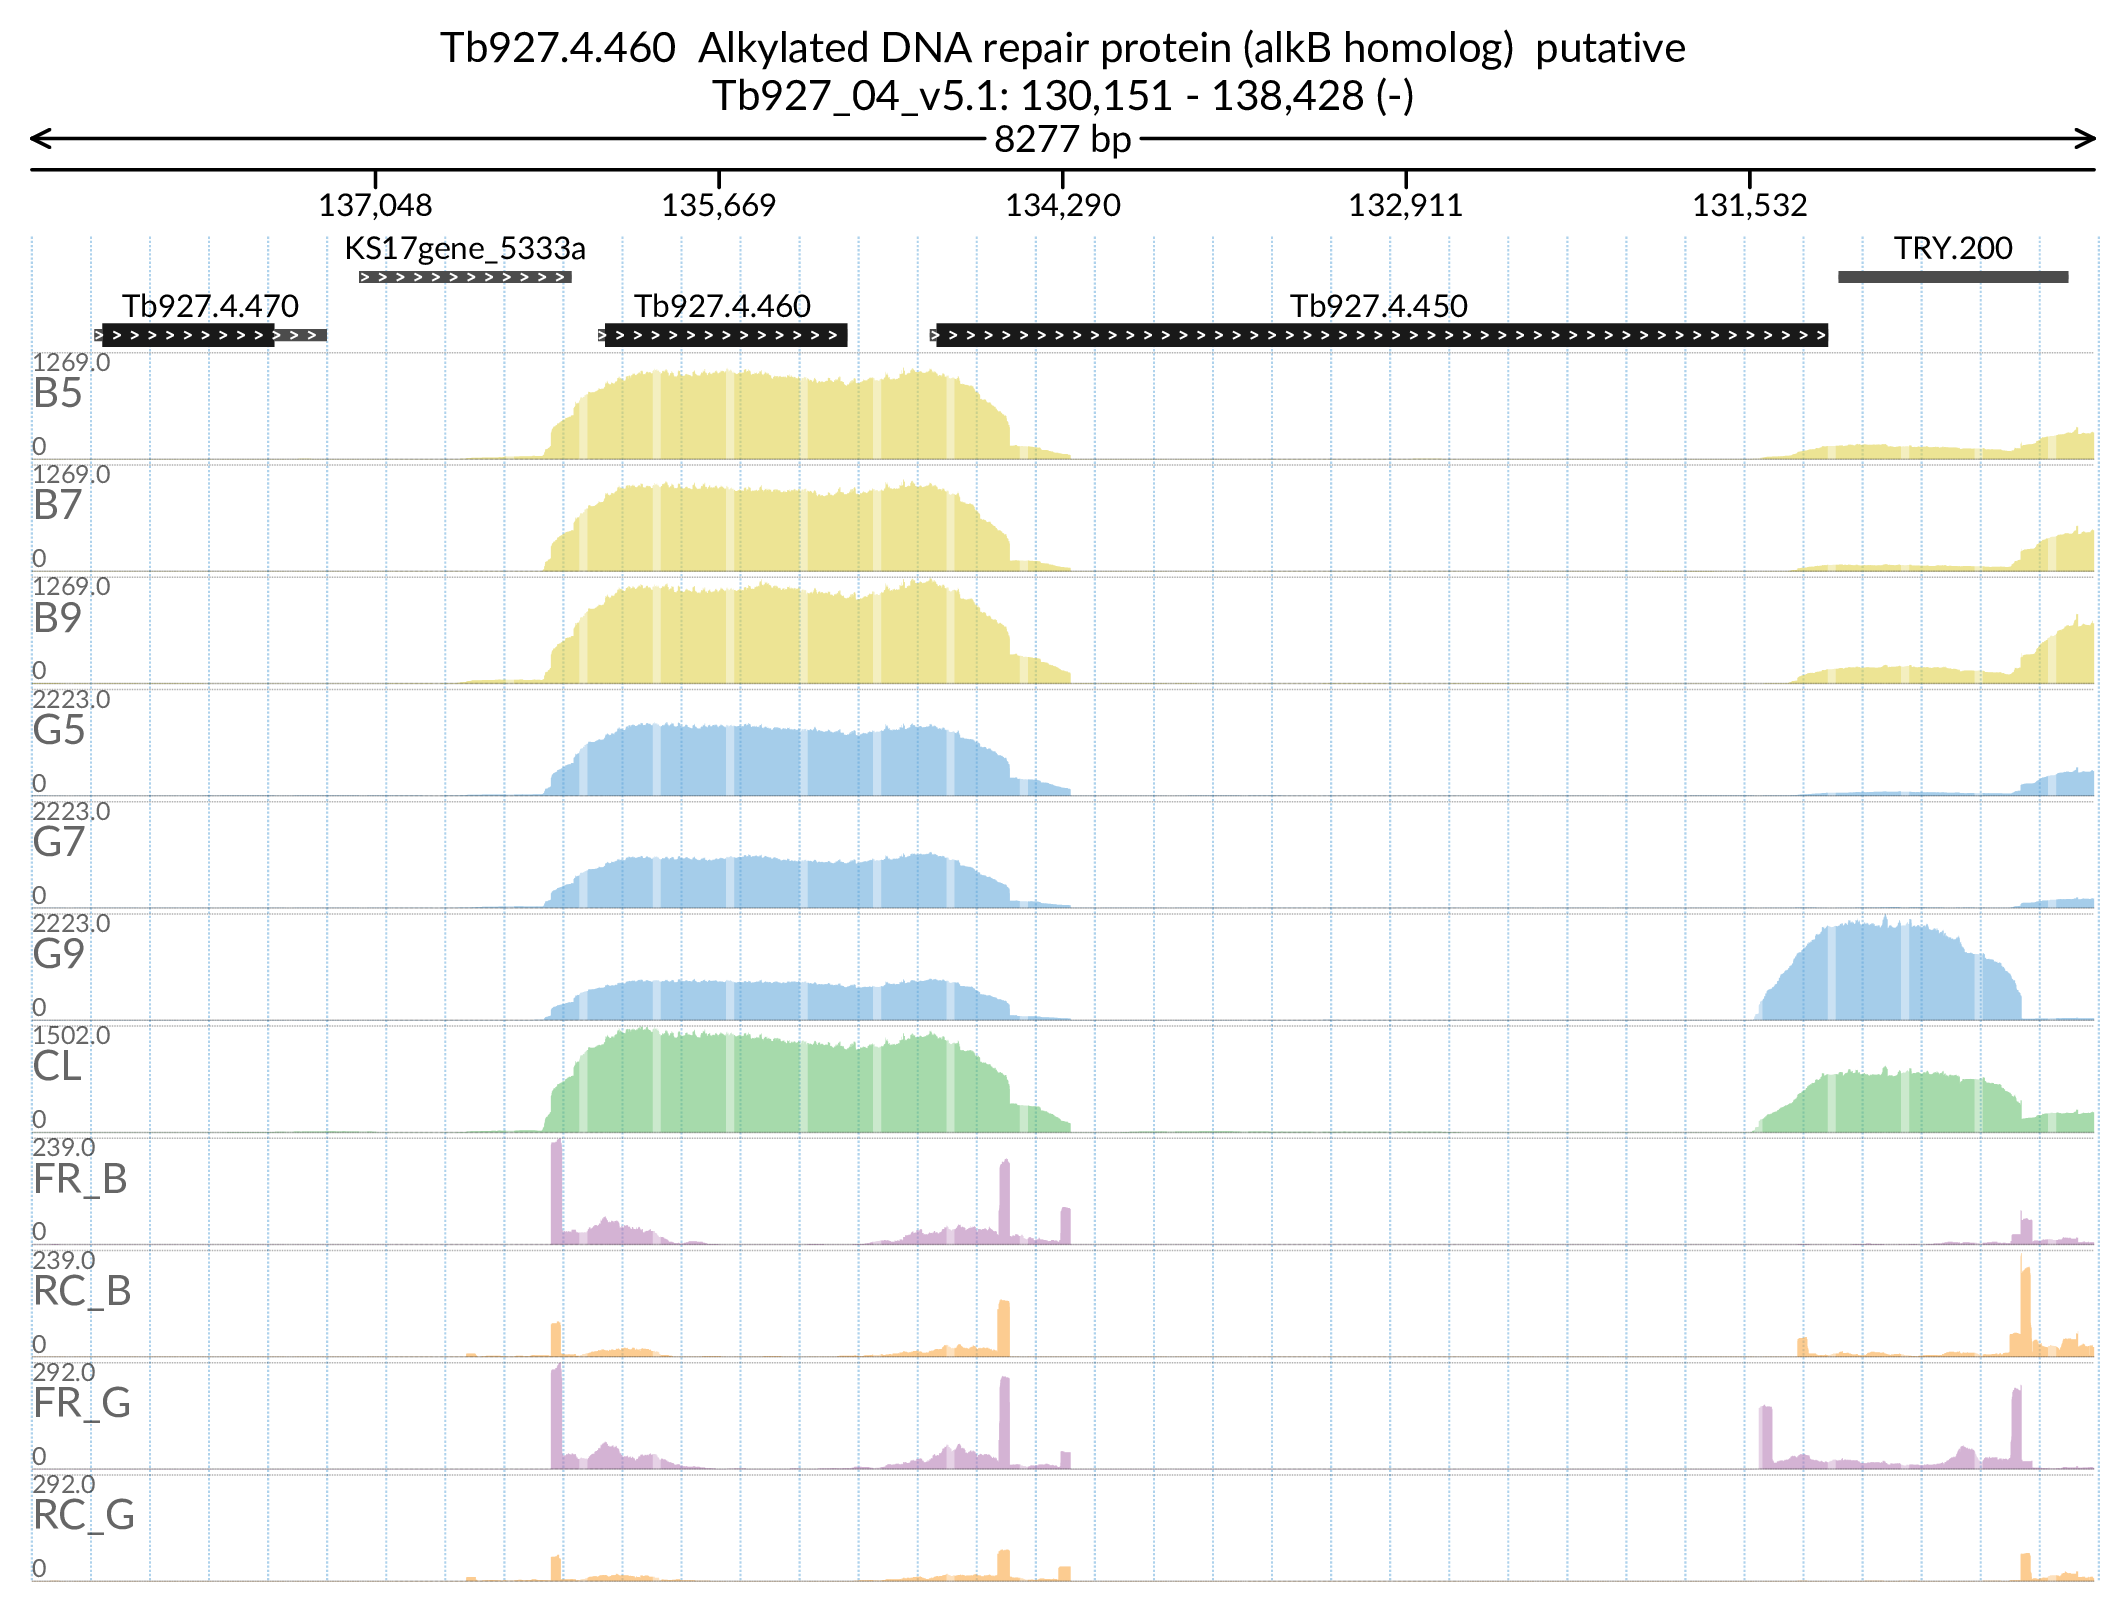 Tb927.4.460  Alkylated DNA repair protein (alkB homolog)  putative
Tb927_04_v5.1: 130,151 - 138,428 (-)
8277 bp
137,048 135,669 134,290 132,911 131,532
KS17gene_5333a TRY.200
Tb927.4.470 Tb927.4.460 Tb927.4.450
1269.0
B5
0
1269.0
B7
0
1269.0
B9
0
2223.0
G5
0
2223.0
G7
0
2223.0
G9
0
1502.0
CL
0
239.0
FR_B
0
239.0
RC_B
0
292.0
FR_G
0
292.0
RC_G
0